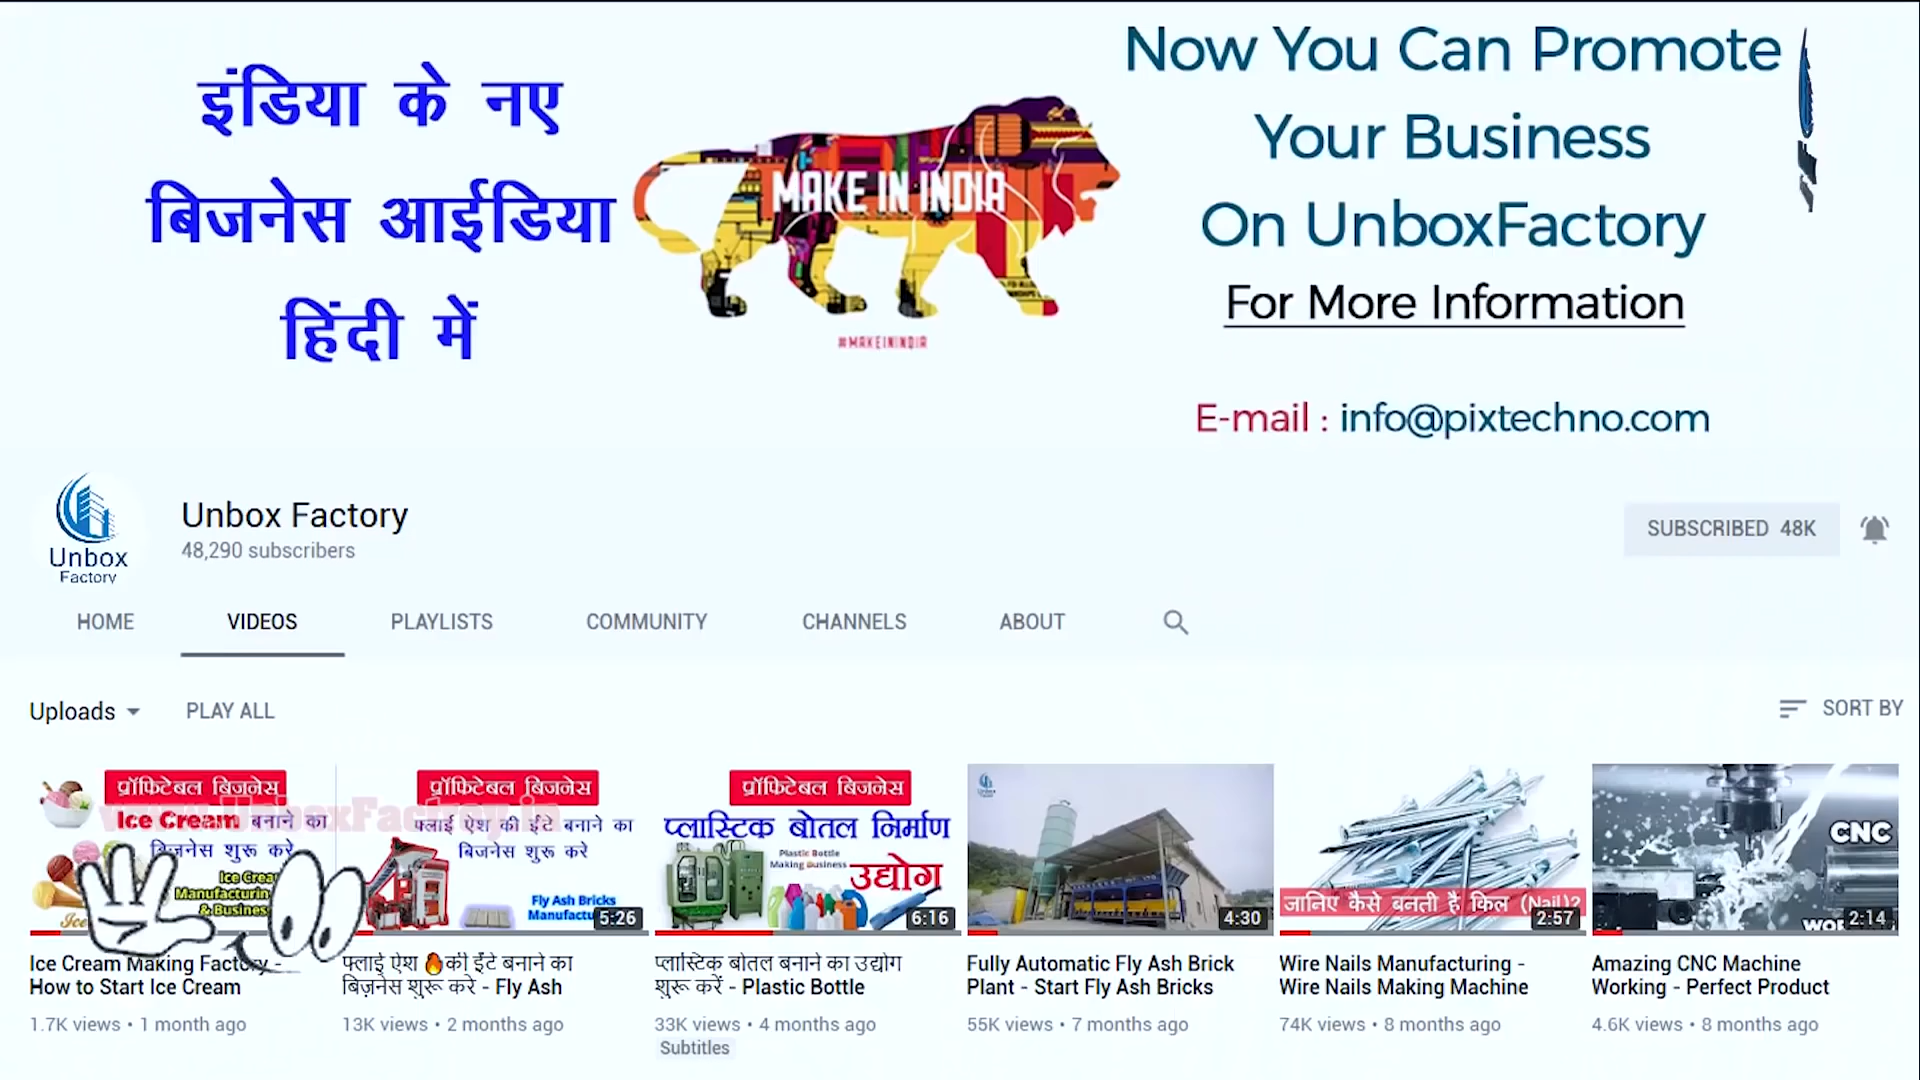 इंडिया के नए
बिजनेस आईडिया
हिंदी में
MAKE IN INDIA
#MAKEININDIA
Now You Can Promote
Your Business
On UnboxFactory
For More Information
E-mail : info@pixtechno.com
Unbox
Factory
Unbox Factory
48,290 subscribers
SUBSCRIBED 48K
HOME VIDEOS PLAYLISTS COMMUNITY CHANNELS ABOUT
Uploads PLAY ALL SORT BY
प्रॉफिटेबल बिजनेस
Ice Cream बनाने का
बिजनेस शुरू करे
Manufacturin
& Busines
www.UnboxFactory.in
प्रॉफिटेबल बिजनेस
फ्लाई ऐश की ईंटे बनाने का
बिजनेस शुरू करे
Fly Ash Bricks
Manufactu
5:26
प्रॉफिटेबल बिजनेस
प्लास्टिक बोतल निर्माण
Plastic Bottle
Making Business
उद्योग
6:16
4:30
जानिए कैसे बनती है किल (Nail)?
2:57
CNC
2:14
Ice Cream Making Factory -
How to Start Ice Cream
1.7K views • 1 month ago
फ्लाई ऐश 🔥की ईंटे बनाने का
बिज़नेस शुरू करे - Fly Ash
13K views • 2 months ago
प्लास्टिक बोतल बनाने का उद्योग
शुरू करें - Plastic Bottle
33K views • 4 months ago
Subtitles
Fully Automatic Fly Ash Brick
Plant - Start Fly Ash Bricks
55K views • 7 months ago
Wire Nails Manufacturing -
Wire Nails Making Machine
74K views • 8 months ago
Amazing CNC Machine
Working - Perfect Product
4.6K views • 8 months ago